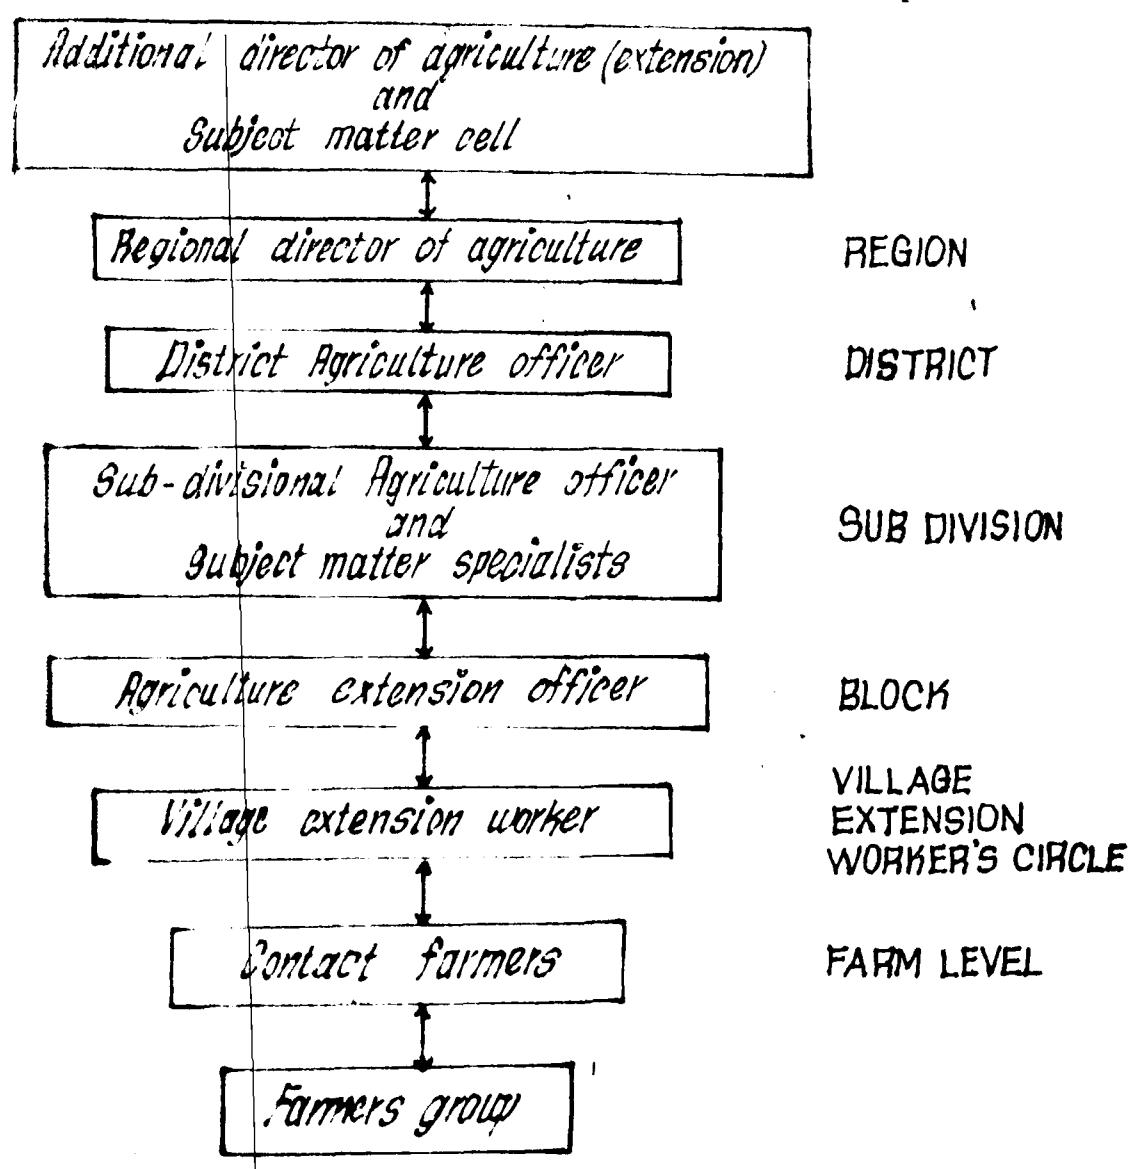 Additional director of agriculture (extension)
and
Subject matter cell
Regional director of agriculture
REGION
District Agriculture officer
DISTRICT
Sub-divisional Agriculture officer
and
Subject matter specialists
SUB DIVISION
Agriculture extension officer
BLOCK
Village extension worker
VILLAGE
EXTENSION
WORKER'S CIRCLE
Contact farmers
FARM LEVEL
Farmers group